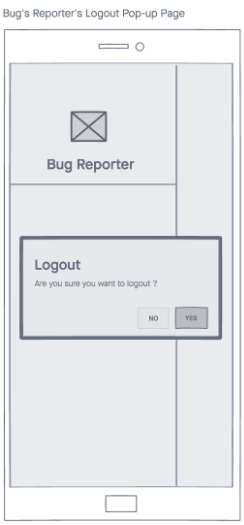 Bug's Reporter's Logout Pop-up Page
Bug Reporter
Logout
Are you sure you want to logout ?
NO
YES